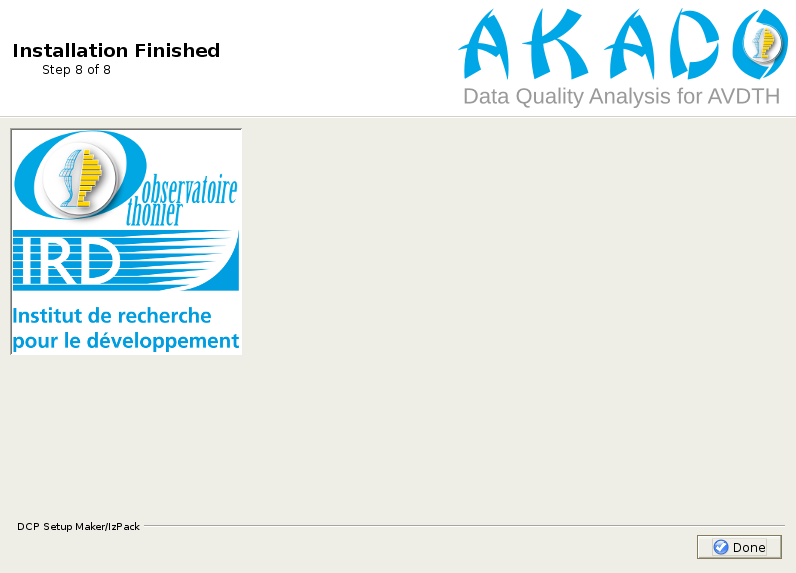 Installation Finished
Step 8 of 8
AKADO
Data Quality Analysis for AVDTH
Observatoire
thonier
IRD
Institut de recherche
pour le développement
DCP Setup Maker/IzPack
Done